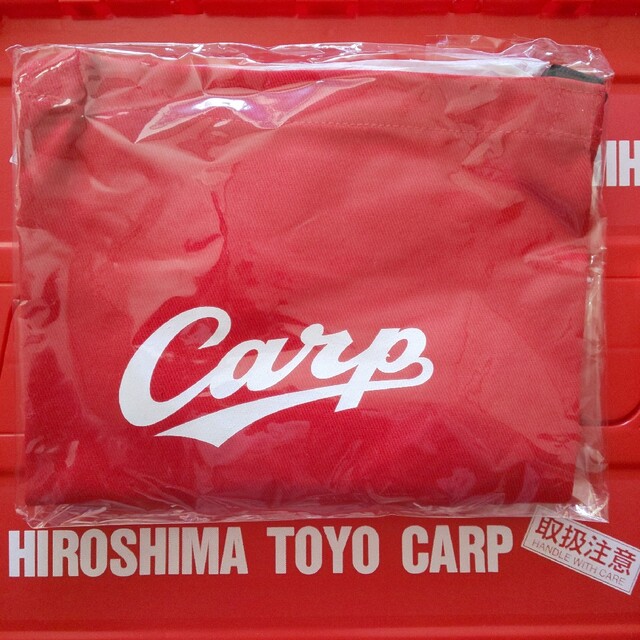 Carp
HIROSHIMA TOYO CARP
取扱注意
HANDLE WITH CARE